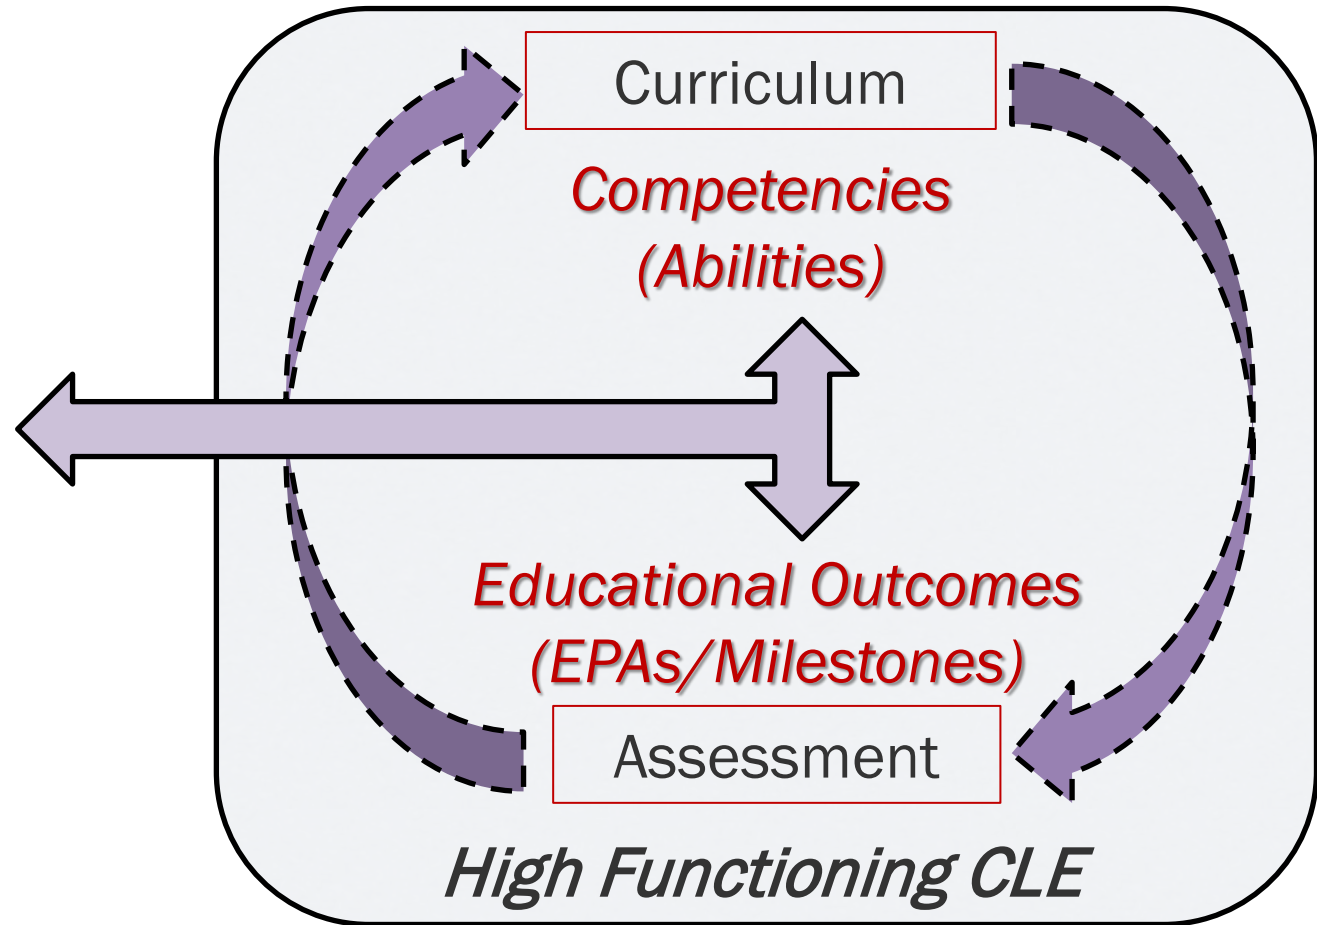 Curriculum
Competencies
(Abilities)
Educational Outcomes
(EPAs/Milestones)
Assessment
High Functioning CLE